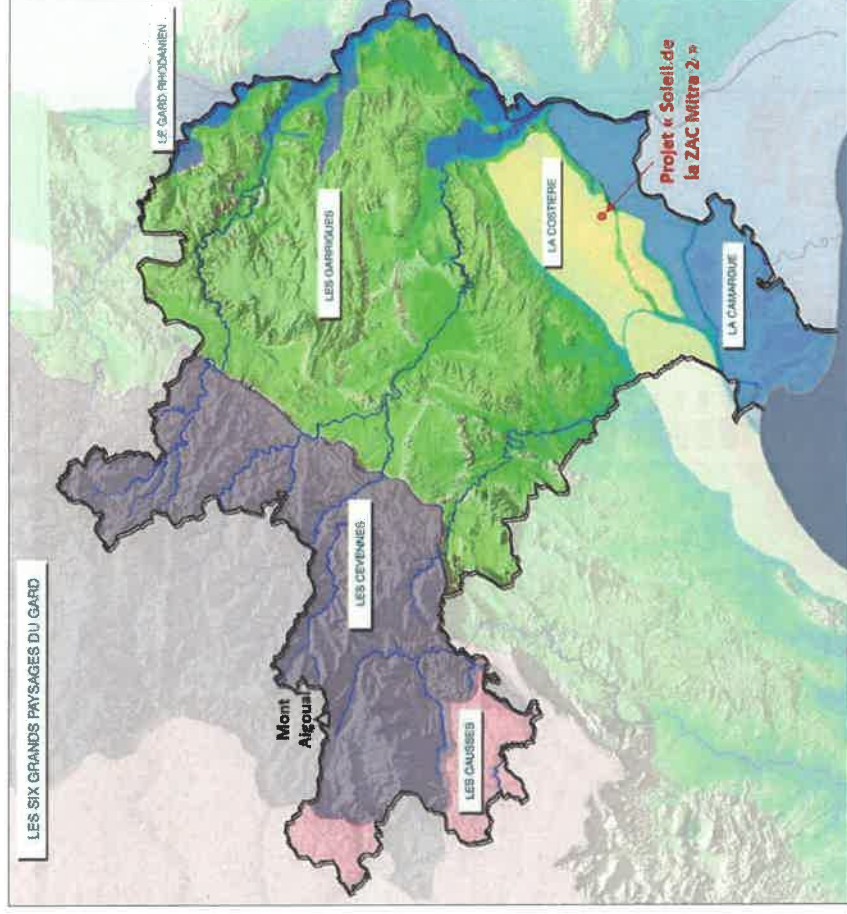 LES SIX GRANDS PAYSAGES DU GARD
LE GARD RHODANIEN
LES GARRIGUES
LA COSTIERE
Projet « Soleil de
la ZAC Mitra 2 »
LA CAMARGUE
LES CEVENNES
Mont
Aigoual
LES CAUSSES